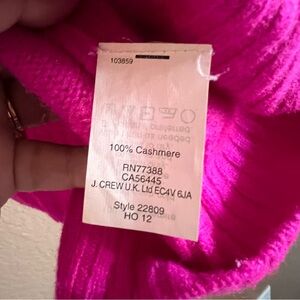 103859
100% Cashmere
RN77388
CA56445
J. CREW U.K. Ltd EC4V 6JA
Style 22809
HO 12